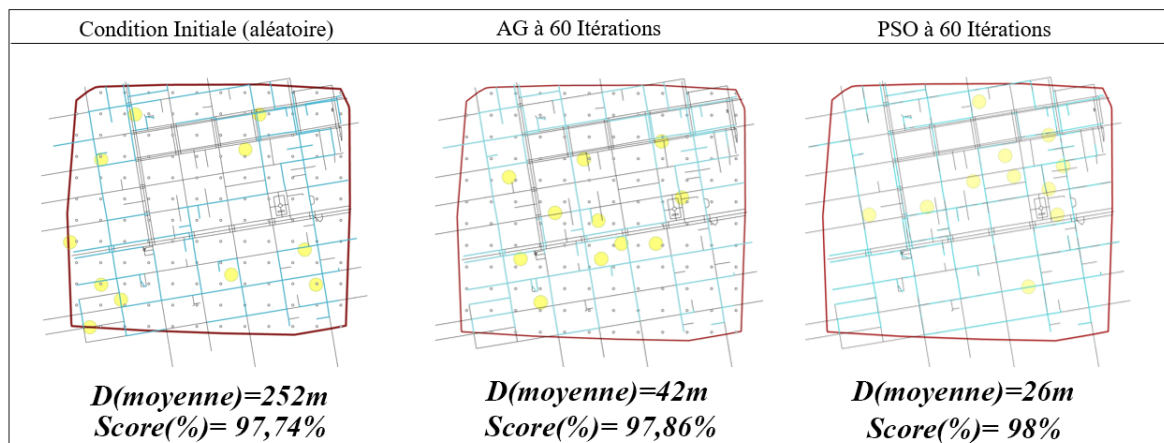 Condition Initiale (aléatoire)
AG à 60 Itérations
PSO à 60 Itérations
D(moyenne)=252m
Score(%)= 97,74%
D(moyenne)=42m
Score(%)= 97,86%
D(moyenne)=26m
Score(%)= 98%